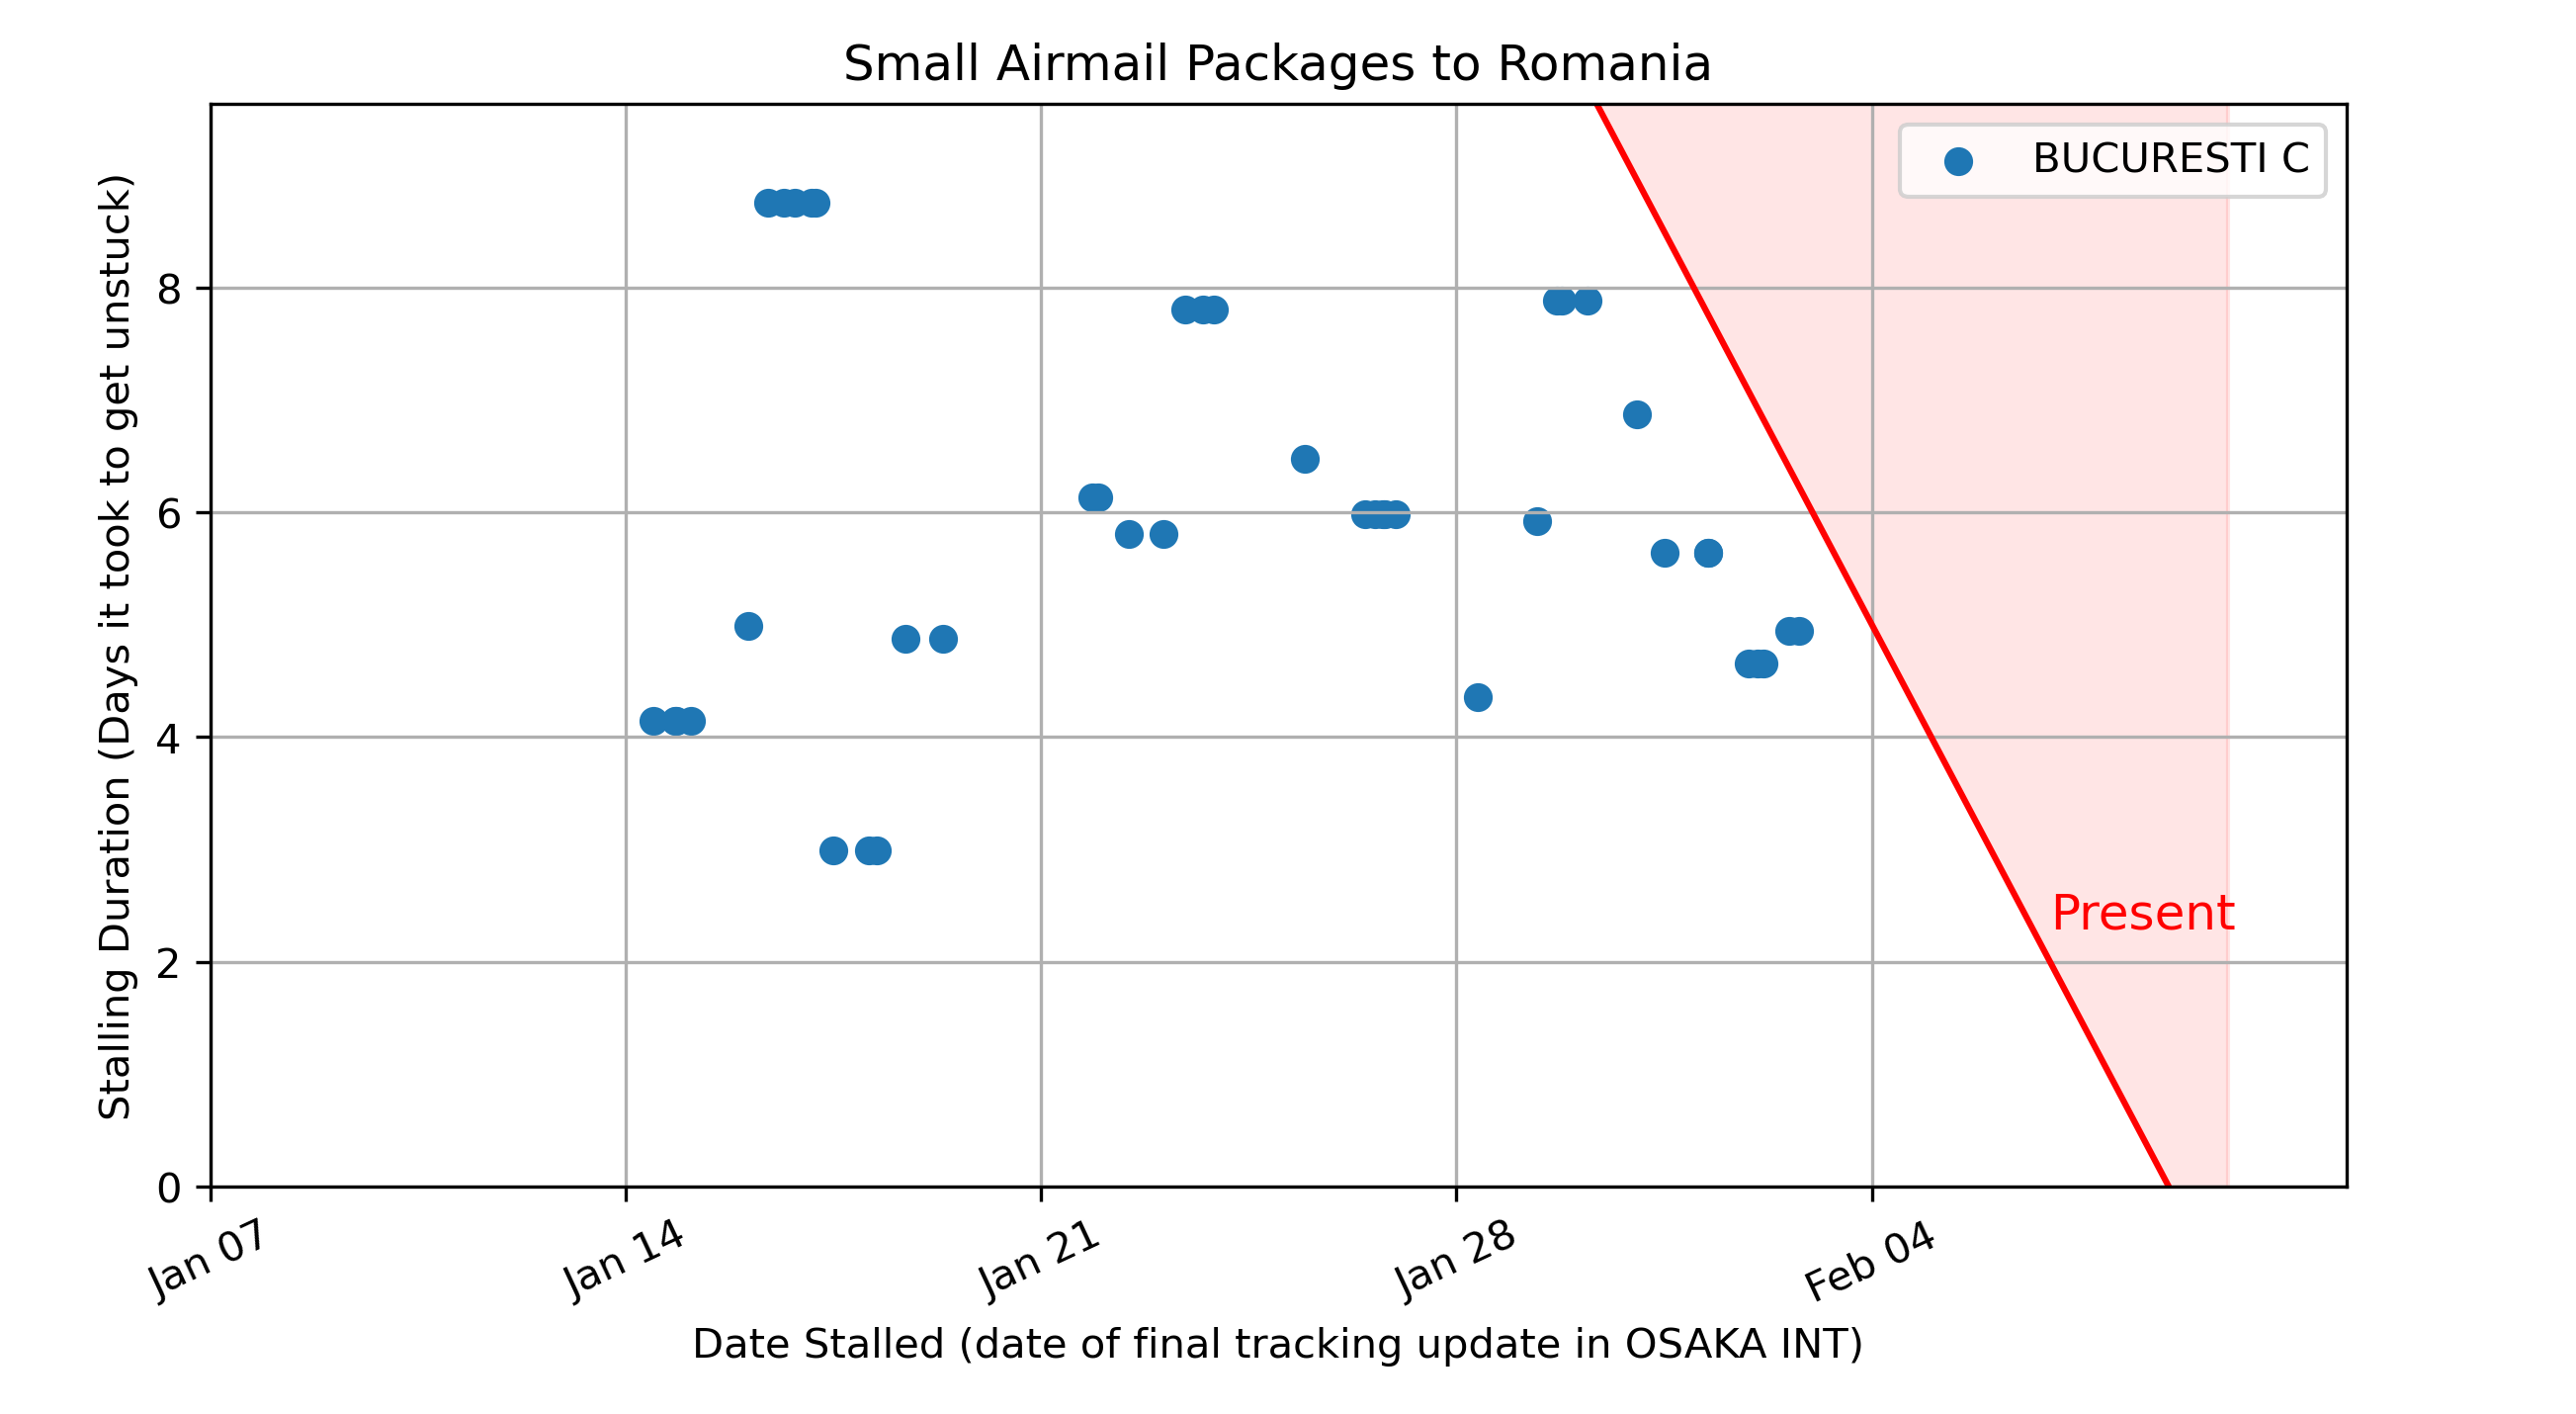 Small Airmail Packages to Romania
BUCURESTI C
Stalling Duration (Days it took to get unstuck)
8
6
4
2
0
Present
Jan 07
Jan 14
Jan 21
Jan 28
Feb 04
Date Stalled (date of final tracking update in OSAKA INT)